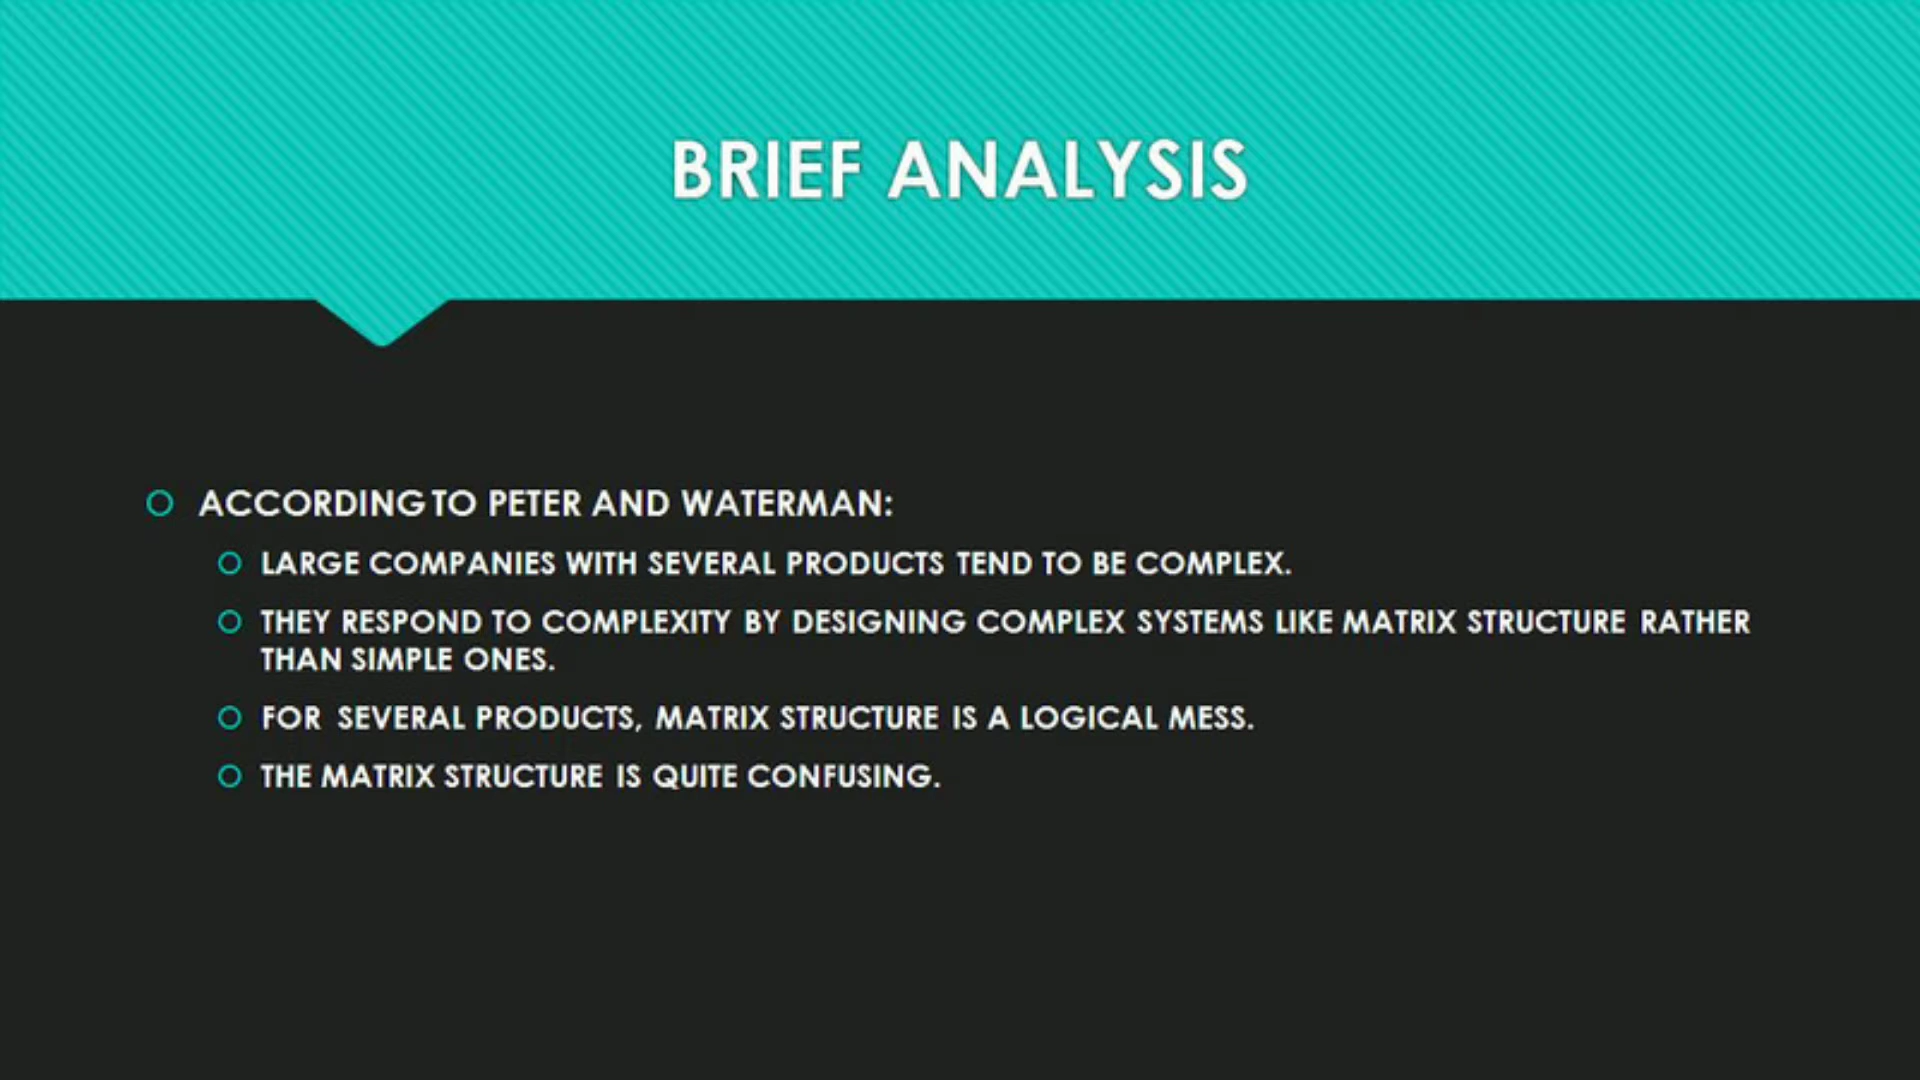 BRIEF ANALYSIS
ACCORDING TO PETER AND WATERMAN:
LARGE COMPANIES WITH SEVERAL PRODUCTS TEND TO BE COMPLEX.
THEY RESPOND TO COMPLEXITY BY DESIGNING COMPLEX SYSTEMS LIKE MATRIX STRUCTURE RATHER
THAN SIMPLE ONES.
FOR SEVERAL PRODUCTS, MATRIX STRUCTURE IS A LOGICAL MESS.
THE MATRIX STRUCTURE IS QUITE CONFUSING.